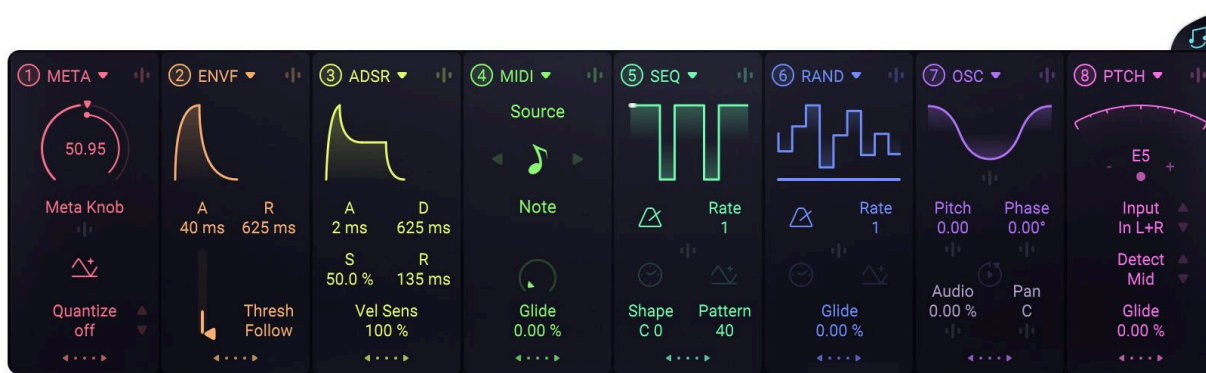 1 META
50.95
Meta Knob
Quantize
off
2 ENVF
A R
40 ms 625 ms
Thresh
Follow
3 ADSR
A D
2 ms 625 ms
S R
50.0 % 135 ms
Vel Sens
100 %
4 MIDI
Source
Note
Glide
0.00 %
5 SEQ
Rate
1
Shape Pattern
C 0 40
6 RAND
Rate
1
Glide
0.00 %
7 OSC
Pitch Phase
0.00 0.00°
Audio Pan
0.00 % C
8 PTCH
E5
- +
Input
In L+R
Detect
Mid
Glide
0.00 %